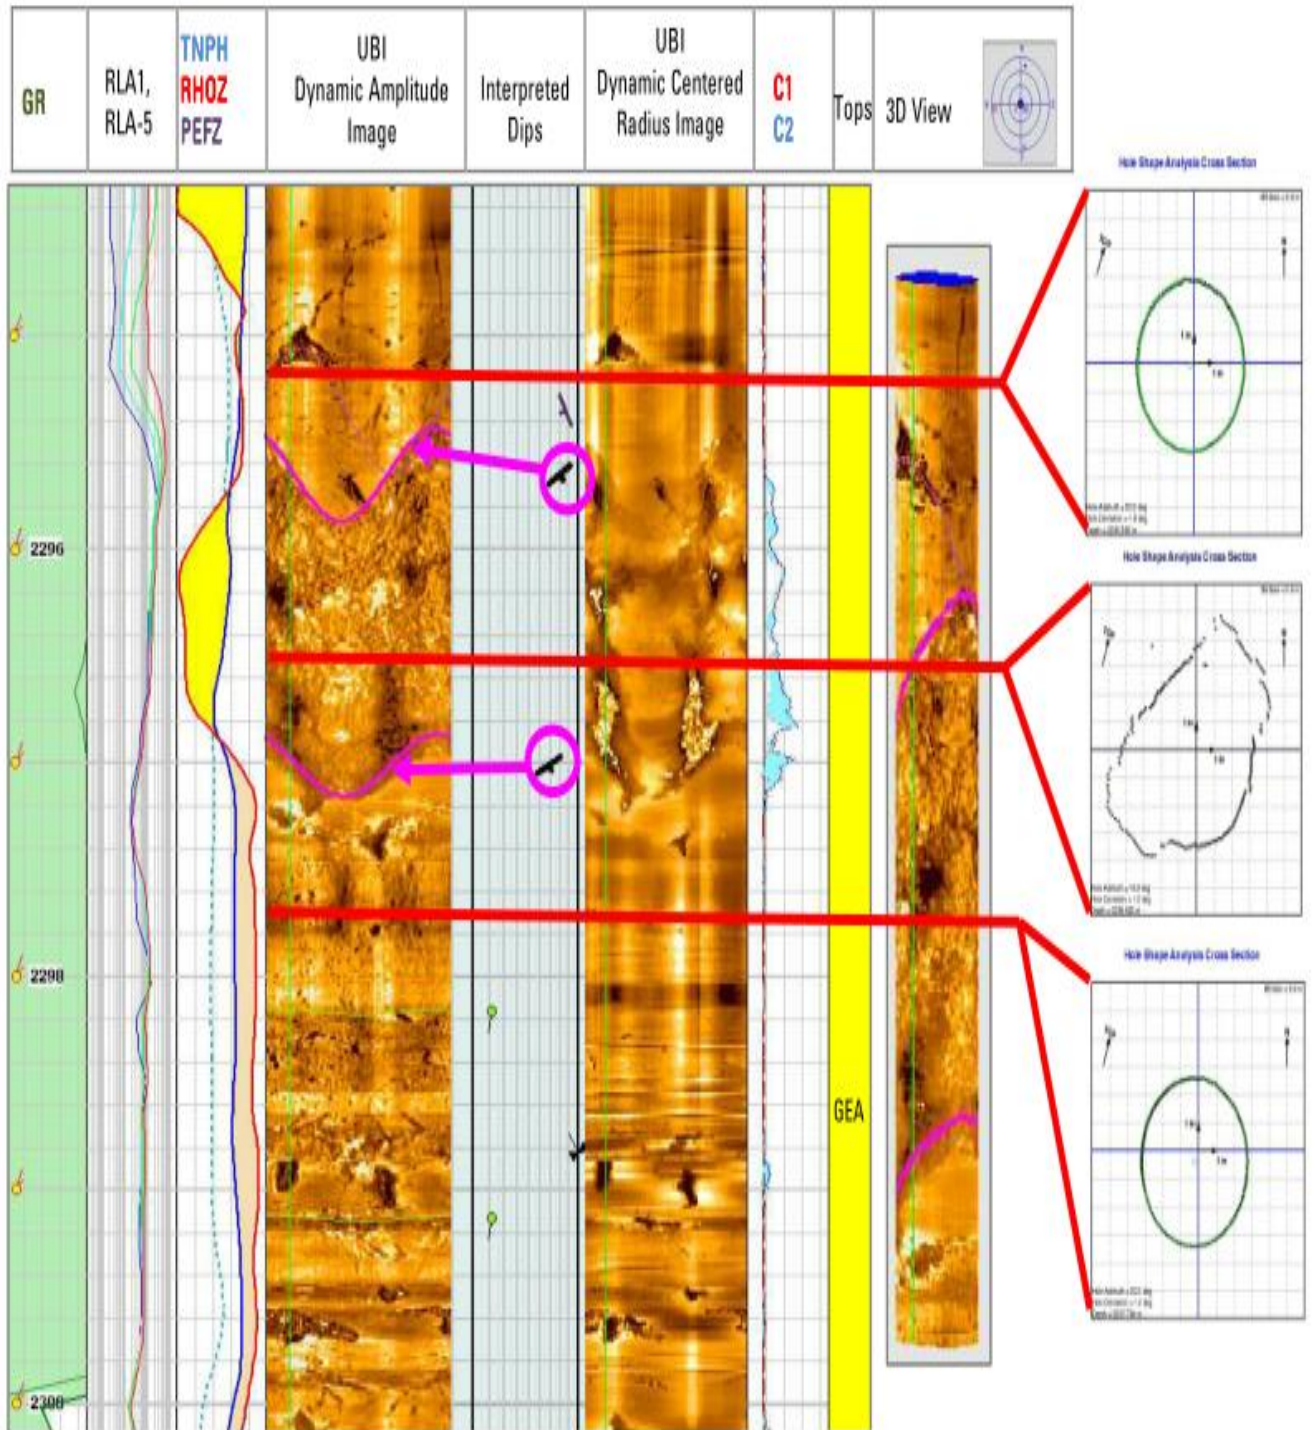 GR
RLA1,
RLA-5
TNPH
RHOZ
PEFZ
UBI
Dynamic Amplitude
Image
Interpreted
Dips
UBI
Dynamic Centered
Radius Image
C1
C2
Tops
3D View
Hole Shape Analysis Cross Section
Hole Shape Analysis Cross Section
Hole Shape Analysis Cross Section
2296
2298
GEA